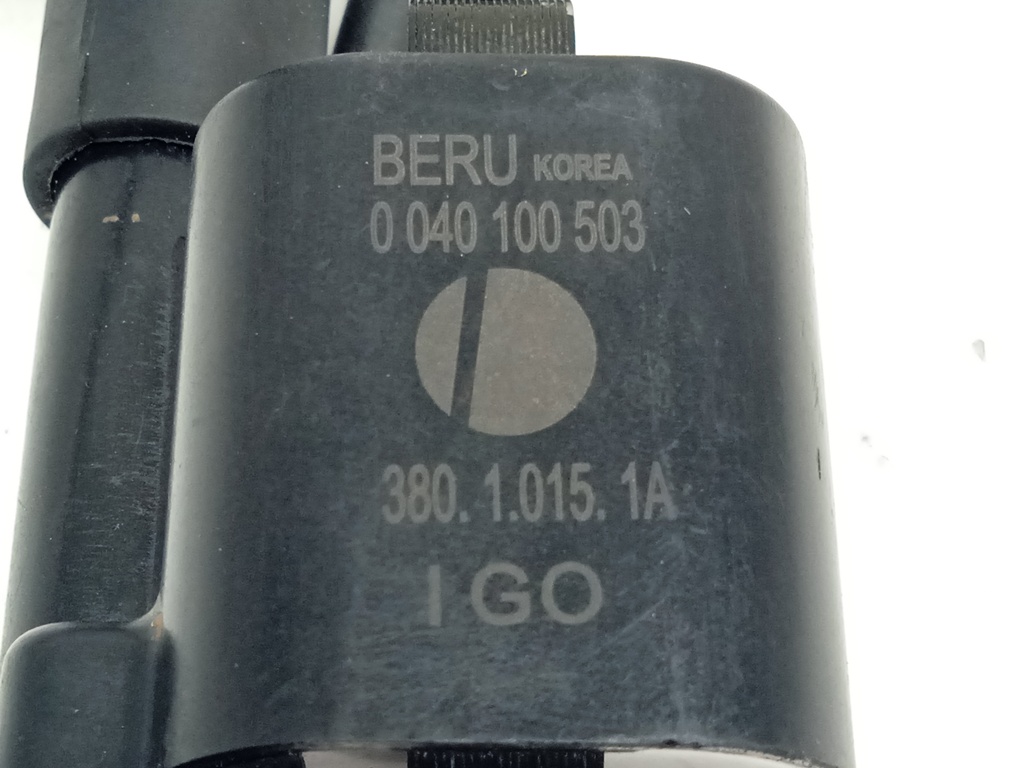 BERU KOREA
0 040 100 503
380. 1.015. 1A
I GO